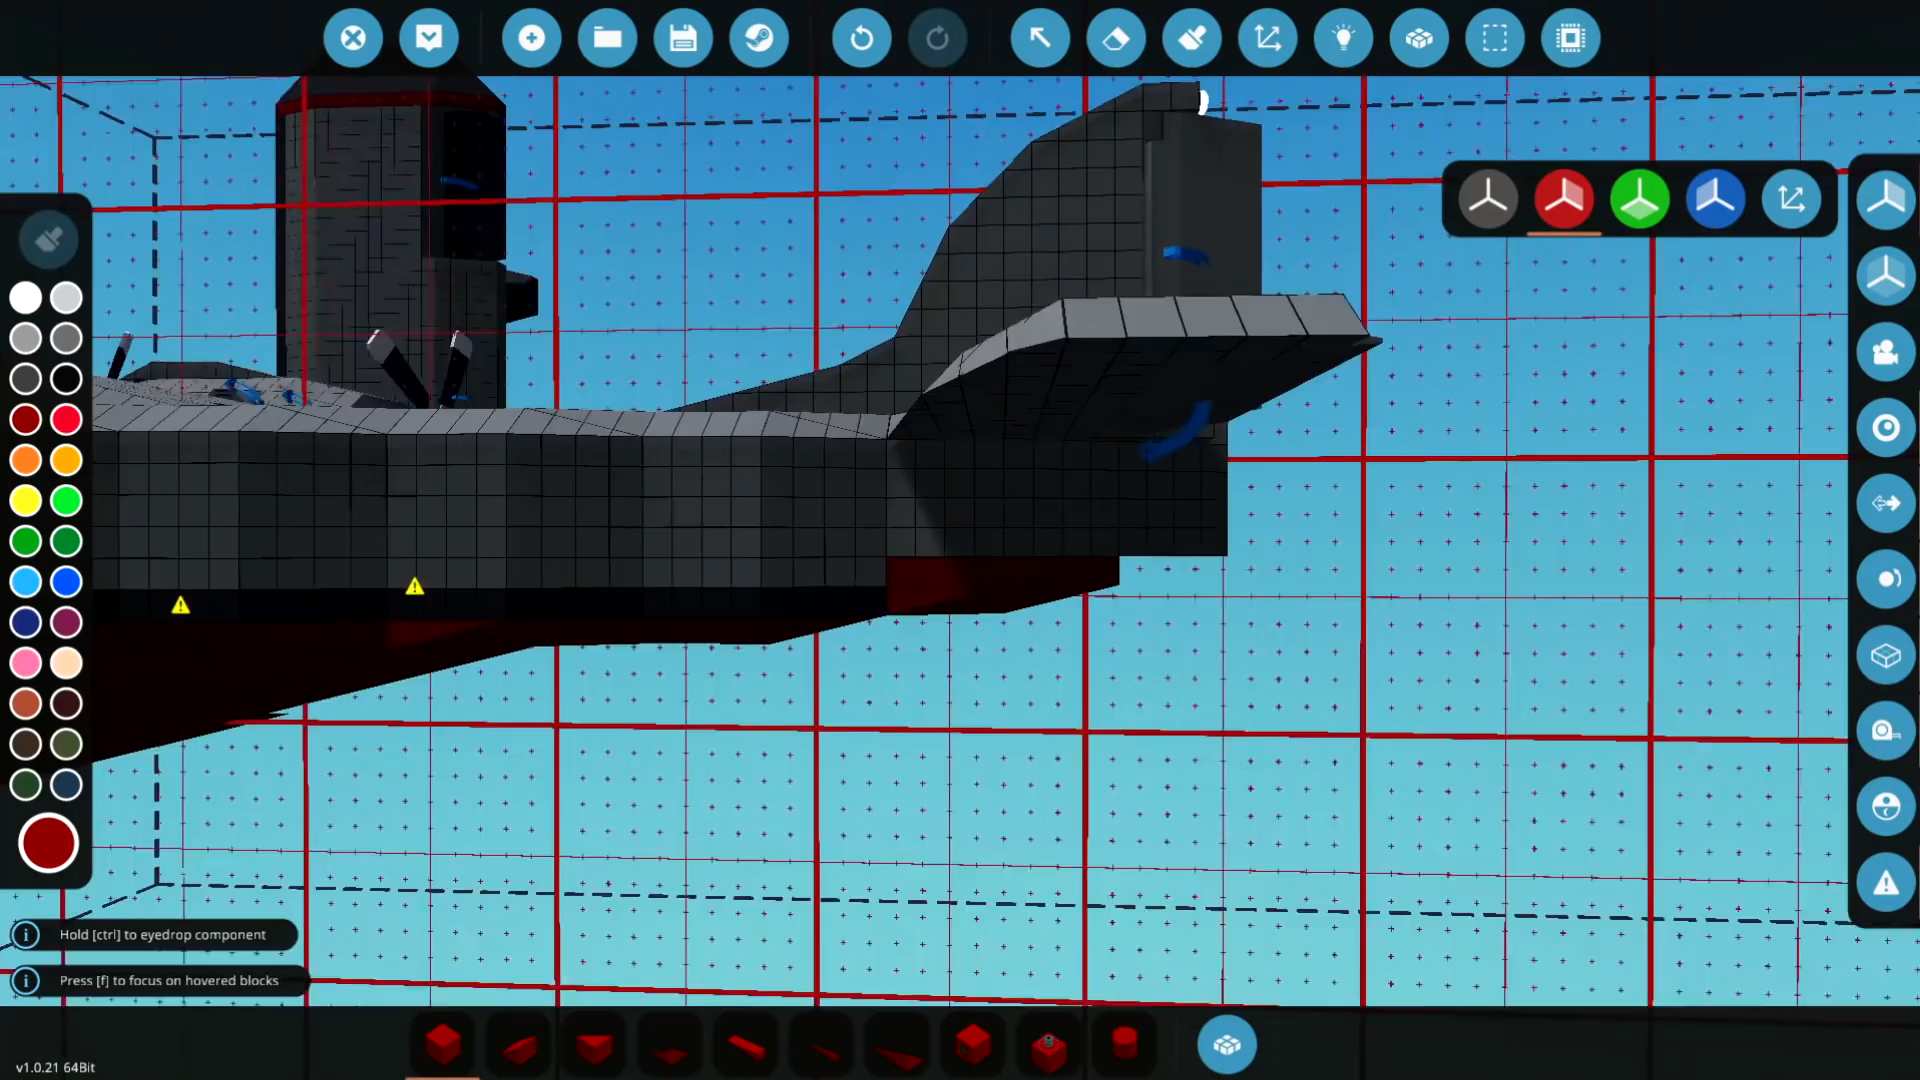 Hold [ctrl] to eyedrop component
Press [f] to focus on hovered blocks
v1.0.21 64Bit